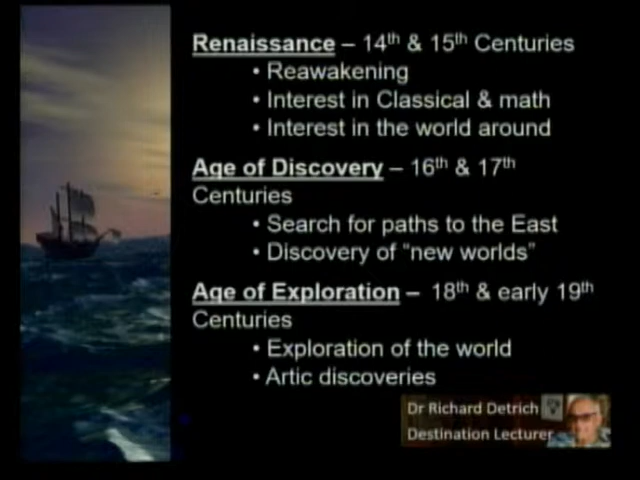 Renaissance – 14th & 15th Centuries
• Reawakening
• Interest in Classical & math
• Interest in the world around
Age of Discovery – 16th & 17th
Centuries
• Search for paths to the East
• Discovery of “new worlds”
Age of Exploration – 18th & early 19th
Centuries
• Exploration of the world
• Artic discoveries
Dr Richard Detrich
Destination Lecturer